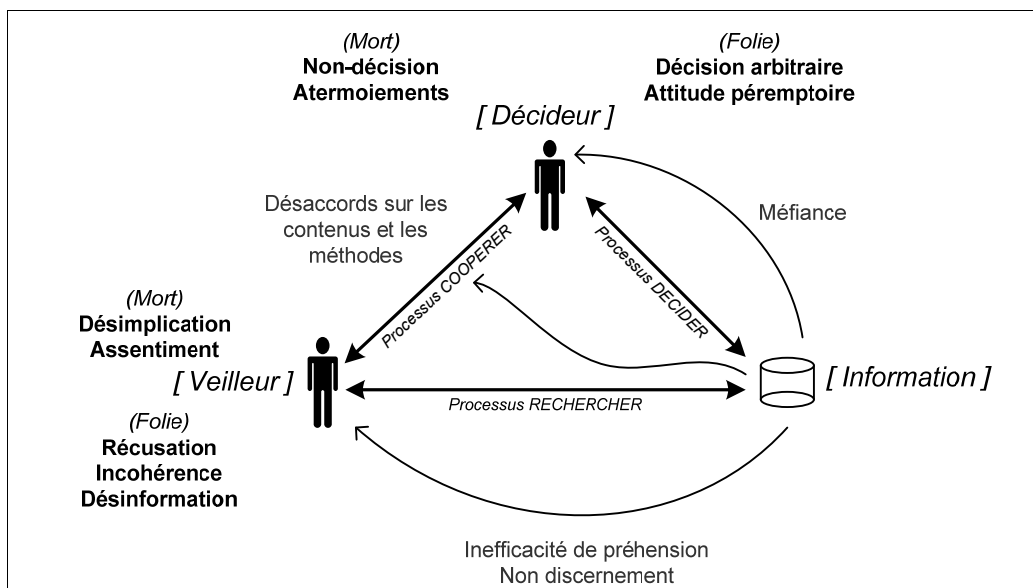 (Mort)
Non-décision
Atermoiements
(Folie)
Décision arbitraire
Attitude péremptoire
[ Décideur ]
Désaccords sur les
contenus et les
méthodes
Méfiance
Processus COOPERER
Processus DECIDER
(Mort)
Désimplication
Assentiment
[ Veilleur ]
[ Information ]
Processus RECHERCHER
(Folie)
Récusation
Incohérence
Désinformation
Inefficacité de préhension
Non discernement